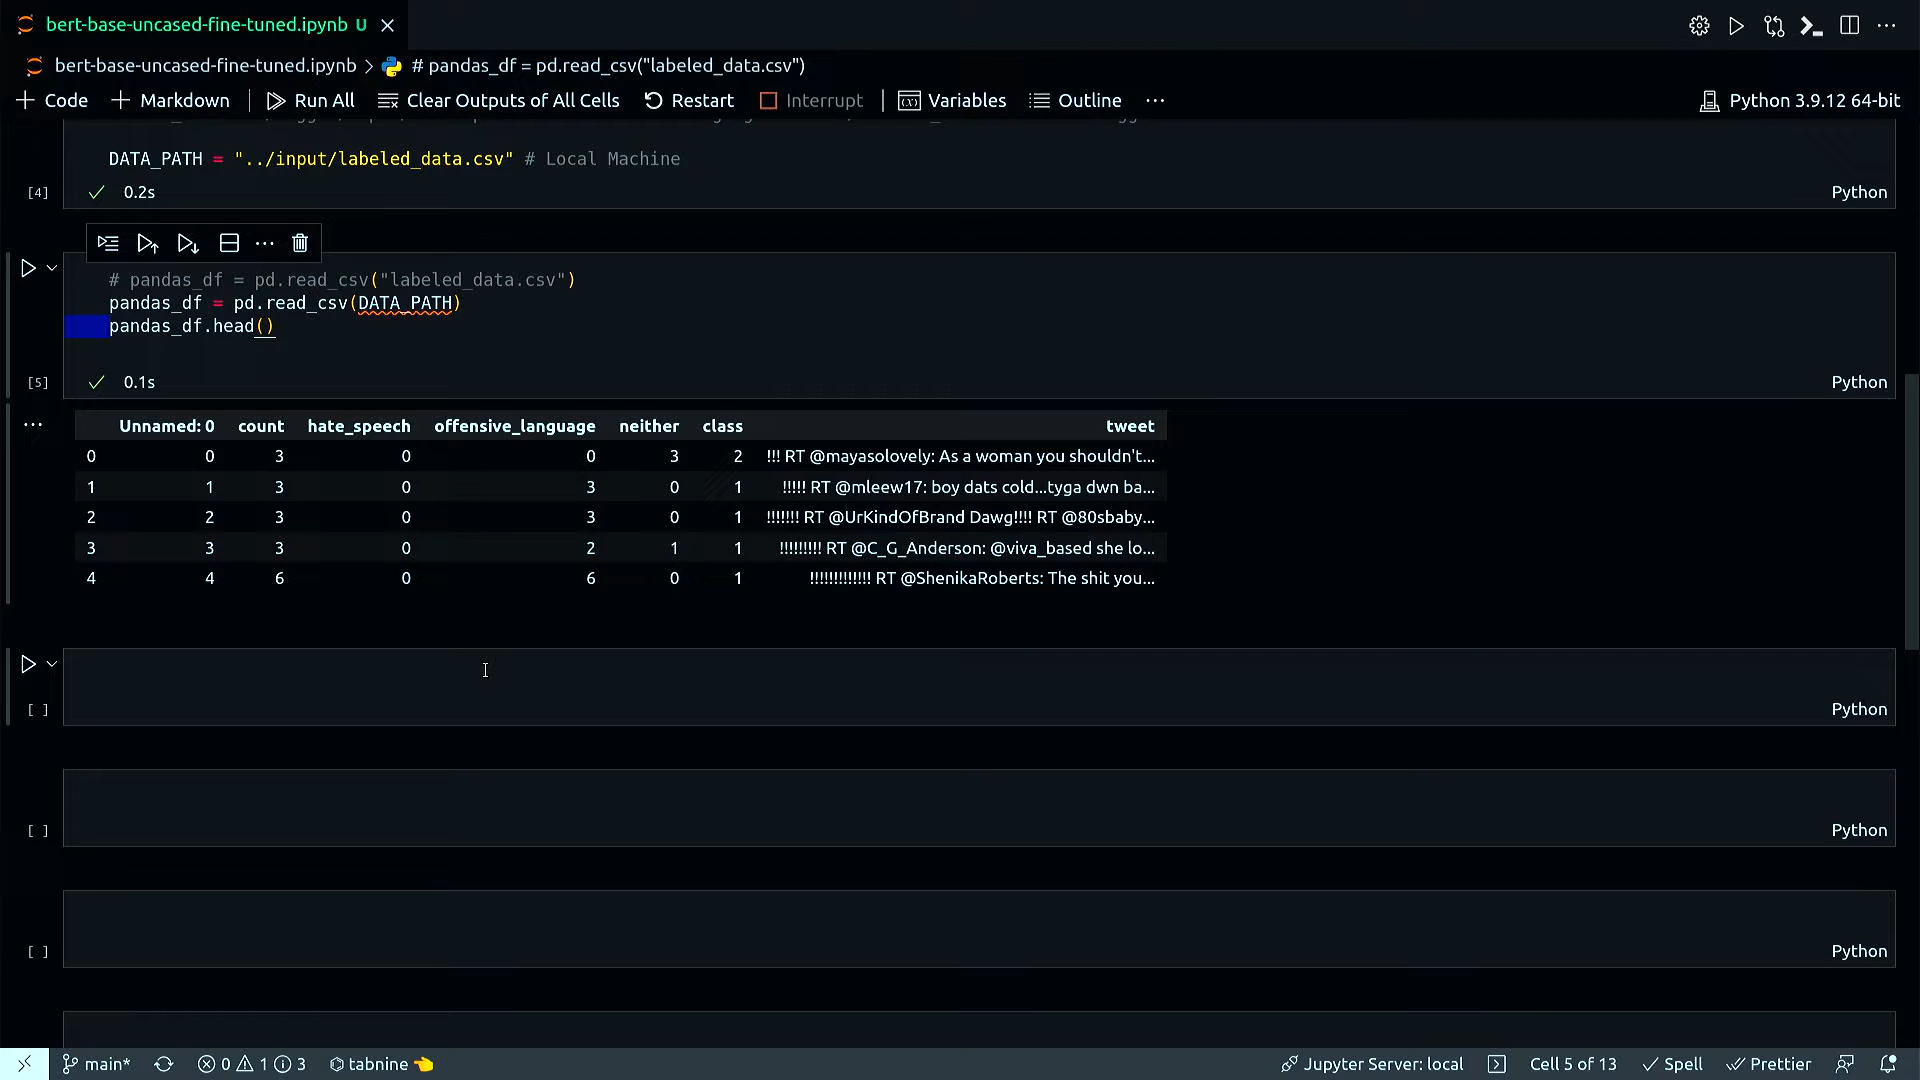 bert-base-uncased-fine-tuned.ipynb U
bert-base-uncased-fine-tuned.ipynb > # pandas_df = pd.read_csv("labeled_data.csv")
+ Code + Markdown Run All Clear Outputs of All Cells Restart Interrupt Variables Outline ... Python 3.9.12 64-bit
DATA_PATH = "../input/labeled_data.csv" # Local Machine
[4] 0.2s Python
# pandas_df = pd.read_csv("labeled_data.csv")
pandas_df = pd.read_csv(DATA_PATH)
pandas_df.head()
[5] 0.1s Python
Unnamed: 0 count hate_speech offensive_language neither class tweet
0 0 3 0 0 3 2 !!! RT @mayasolovely: As a woman you shouldn't...
1 1 3 0 3 0 1 !!!!! RT @mleew17: boy dats cold...tyga dwn ba...
2 2 3 0 3 0 1 !!!!!!! RT @UrKindOfBrand Dawg!!!! RT @80sbaby...
3 3 3 0 2 1 1 !!!!!!!!! RT @C_G_Anderson: @viva_based she lo...
4 4 6 0 6 0 1 !!!!!!!!!!!!! RT @ShenikaRoberts: The shit you...
[ ] Python
[ ] Python
[ ] Python
main* 0 1 3 tabnine Jupyter Server: local Cell 5 of 13 Spell Prettier